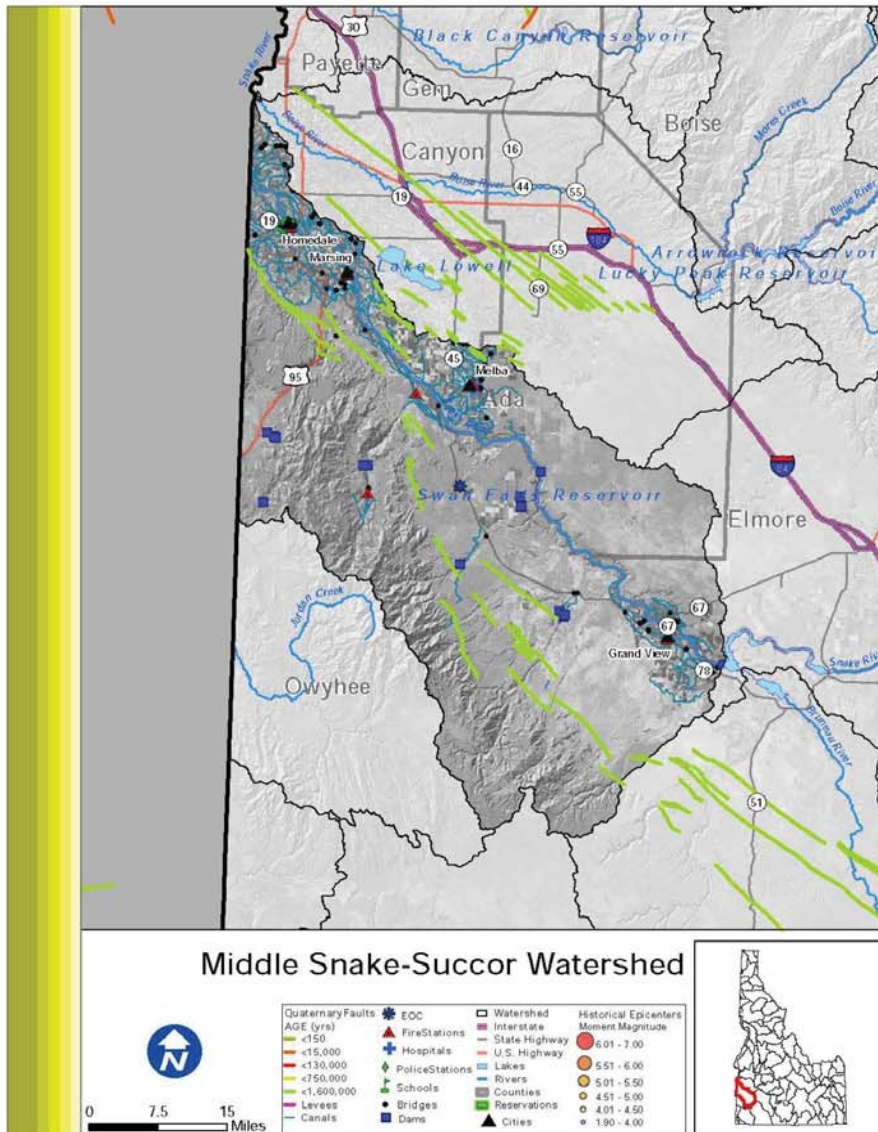 30
Black Canyon Reservoir
Snake River
Payette
Gem
Boise
Mores Creek
Boise River
Canyon
16
Boise River
44
55
Boise River
19
19
Homedale
Marsing
Lake Lowell
55
184
Arrowrock Reservoir
Lucky Peak Reservoir
69
45
Melba
95
Ada
84
Swan Falls Reservoir
Elmore
Jordan Creek
67
67
Grand View
78
Snake River
Owyhee
Bruneau River
51
Middle Snake-Succor Watershed
N
0 7.5 15
Miles
Quaternary Faults
AGE (yrs)
<150
<15,000
<130,000
<750,000
<1,600,000
Levees
Canals
EOC
FireStations
Hospitals
PoliceStations
Schools
Bridges
Dams
Watershed
Interstate
State Highway
U.S. Highway
Lakes
Rivers
Counties
Reservations
Cities
Historical Epicenters
Moment Magnitude
6.01 - 7.00
5.51 - 6.00
5.01 - 5.50
4.51 - 5.00
4.01 - 4.50
1.90 - 4.00